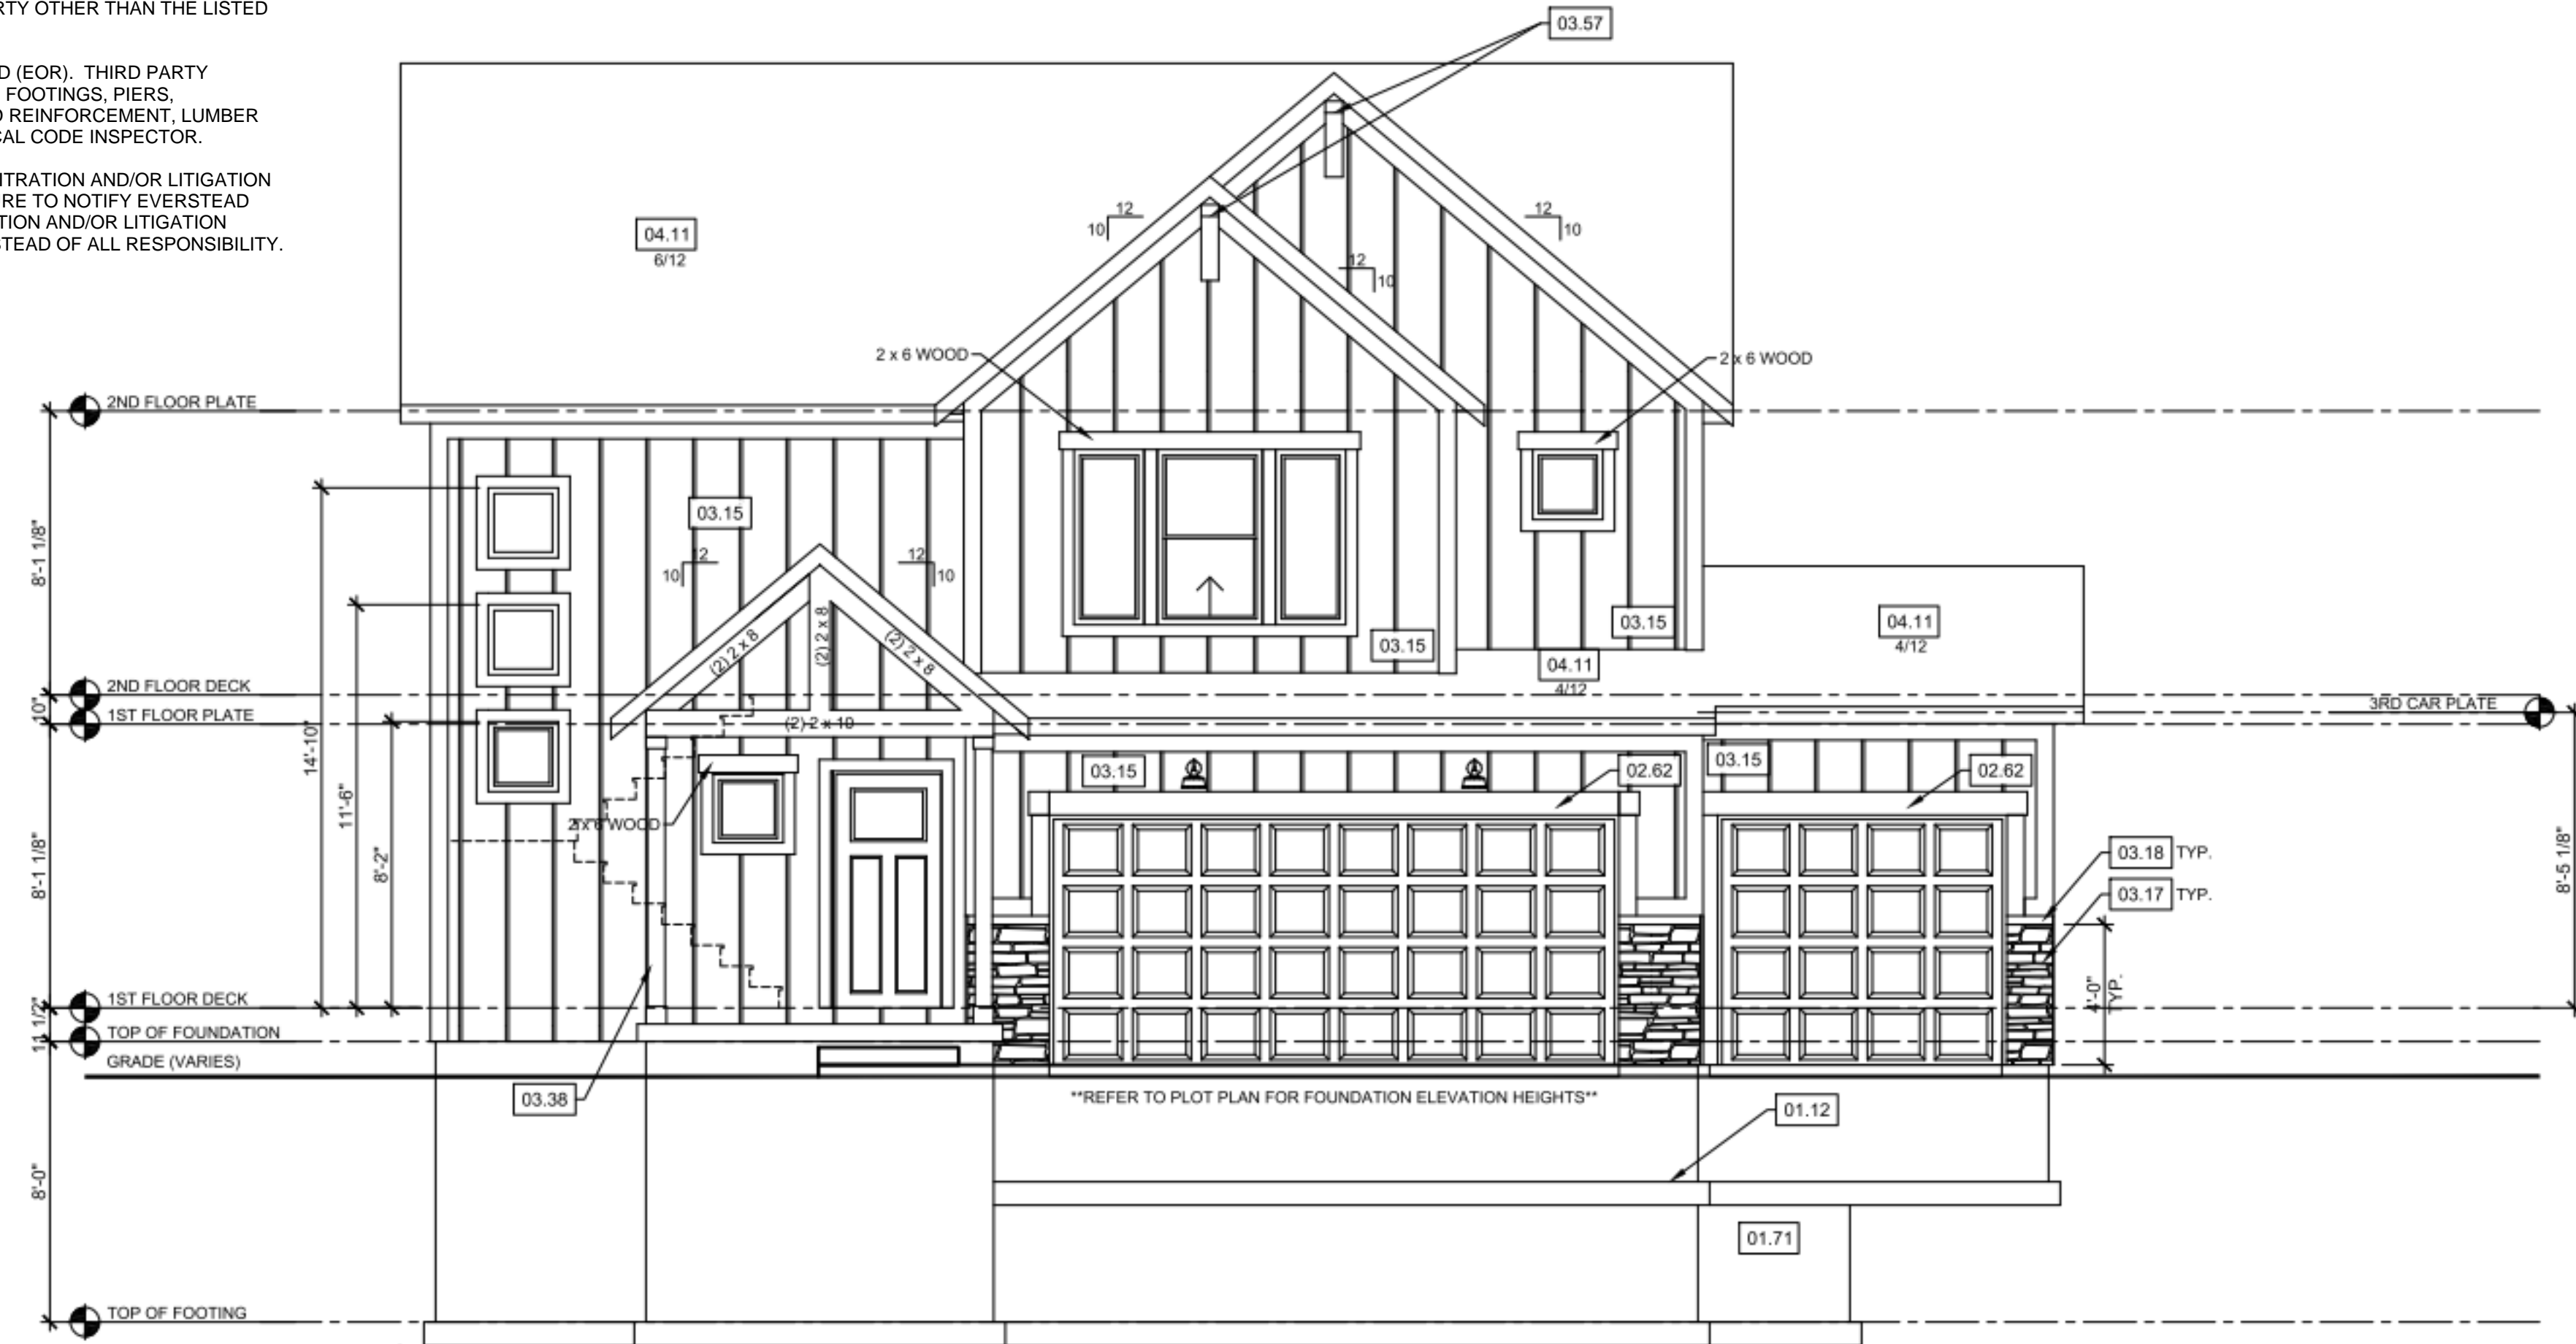 RTY OTHER THAN THE LISTED
D (EOR).  THIRD PARTY
FOOTINGS, PIERS,
D REINFORCEMENT, LUMBER
CAL CODE INSPECTOR.
ITRATION AND/OR LITIGATION
RE TO NOTIFY EVERSTEAD
TION AND/OR LITIGATION
STEAD OF ALL RESPONSIBILITY.
03.57
04.11
6/12
12
10
12
10
12
10
2 x 6 WOOD
2 x 6 WOOD
2ND FLOOR PLATE
8'-1 1/8"
03.15
12
10
12
10
14'-10"
11'-6"
8'-2"
(2) 2 x 8
(2) 2 x 8
(2) 2 x 8
03.15
03.15
04.11
4/12
04.11
4/12
2ND FLOOR DECK
10"
1ST FLOOR PLATE
(2) 2 x 10
3RD CAR PLATE
03.15
02.62
03.15
02.62
2 x 6 WOOD
8'-1 1/8"
8'-5 1/8"
03.18 TYP.
03.17 TYP.
4'-0"
TYP.
1ST FLOOR DECK
11 1/2"
TOP OF FOUNDATION
GRADE (VARIES)
03.38
**REFER TO PLOT PLAN FOR FOUNDATION ELEVATION HEIGHTS**
01.12
8'-0"
01.71
TOP OF FOOTING